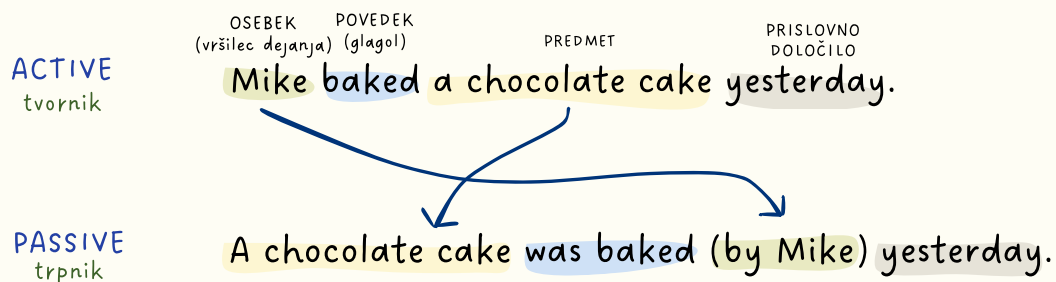 OSEBEK
(vršilec dejanja)
POVEDEK
(glagol)
PREDMET
PRISLOVNO
DOLOČILO
ACTIVE
tvornik
Mike baked a chocolate cake yesterday.
PASSIVE
trpnik
A chocolate cake was baked (by Mike) yesterday.